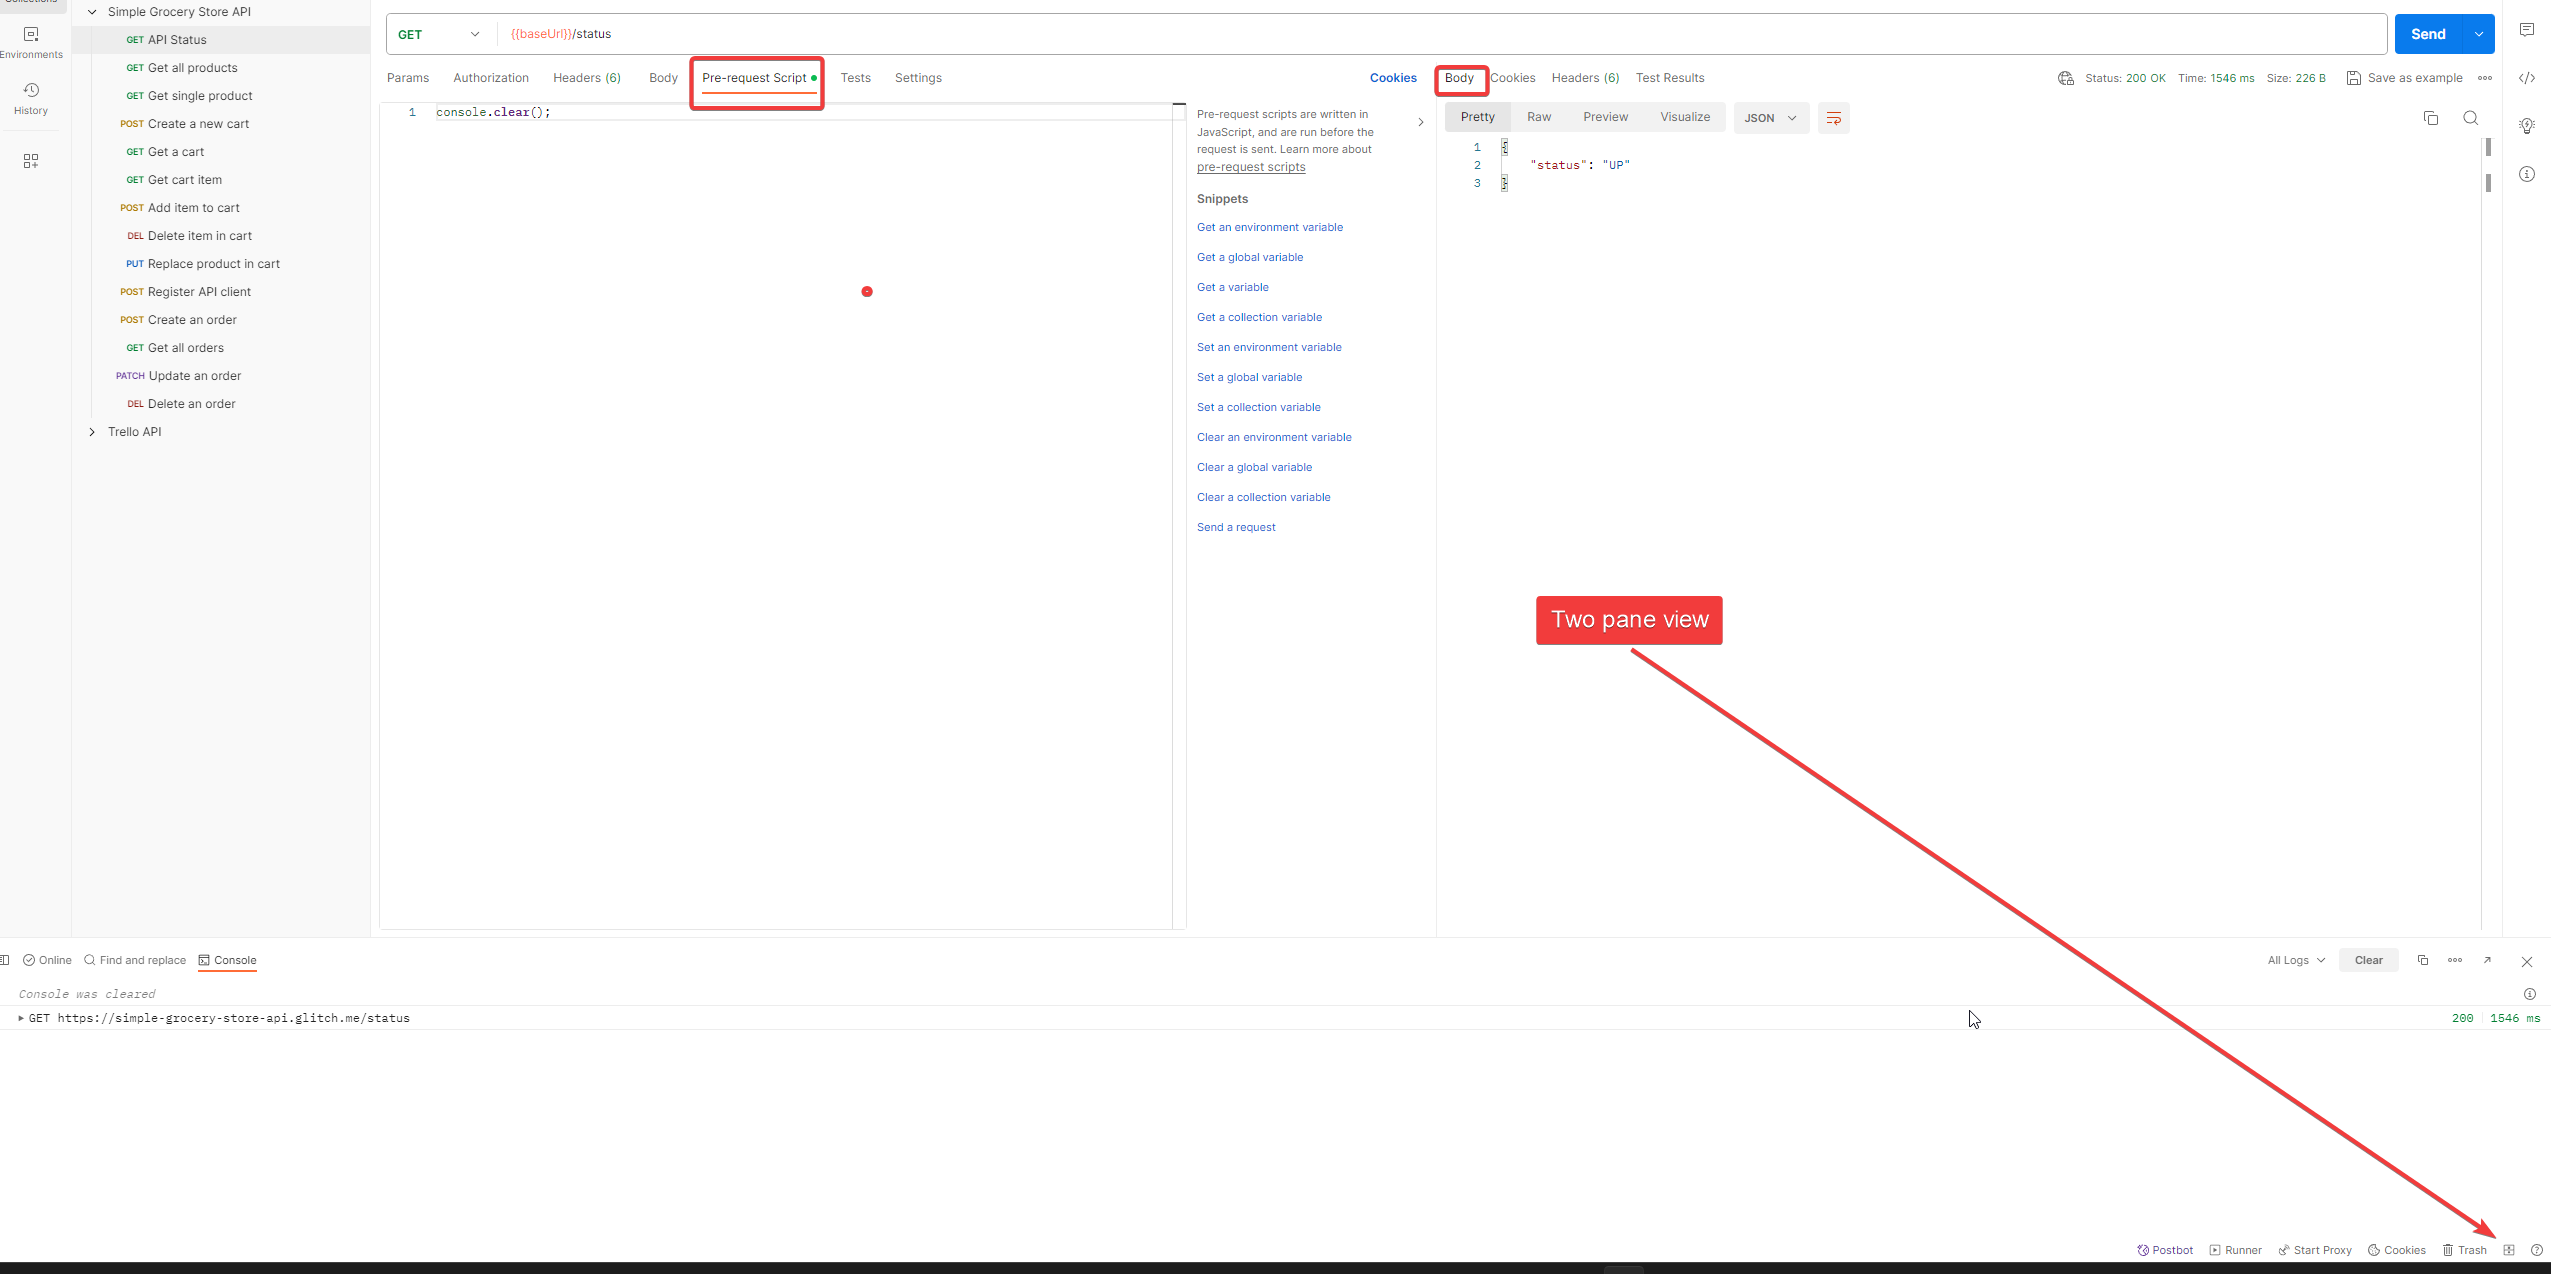 Collections
Environments
History
Simple Grocery Store API
GET API Status
GET Get all products
GET Get single product
POST Create a new cart
GET Get a cart
GET Get cart item
POST Add item to cart
DEL Delete item in cart
PUT Replace product in cart
POST Register API client
POST Create an order
GET Get all orders
PATCH Update an order
DEL Delete an order
Trello API
GET {{baseUrl}}/status
Send
Params Authorization Headers (6) Body Pre-request Script Tests Settings Cookies
1 console.clear();
Pre-request scripts are written in
JavaScript, and are run before the
request is sent. Learn more about
pre-request scripts
Snippets
Get an environment variable
Get a global variable
Get a variable
Get a collection variable
Set an environment variable
Set a global variable
Set a collection variable
Clear an environment variable
Clear a global variable
Clear a collection variable
Send a request
Body Cookies Headers (6) Test Results Status: 200 OK Time: 1546 ms Size: 226 B Save as example
Pretty Raw Preview Visualize JSON
1 {
2 "status": "UP"
3 }
Two pane view
Online Find and replace Console All Logs Clear
Console was cleared
GET https://simple-grocery-store-api.glitch.me/status 200 1546 ms
Postbot Runner Start Proxy Cookies Trash